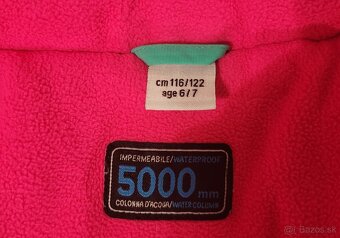 cm 116/122
age 6/7
IMPERMEABILE/WATERPROOF
5000 mm
COLONNA D'ACQUA/WATER COLUMN
Bazos.sk